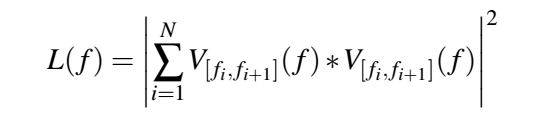 L(f) = |∑_{i=1}^{N} V_{[f_i,f_{i+1}]}(f) * V_{[f_i,f_{i+1}]}(f)|^2